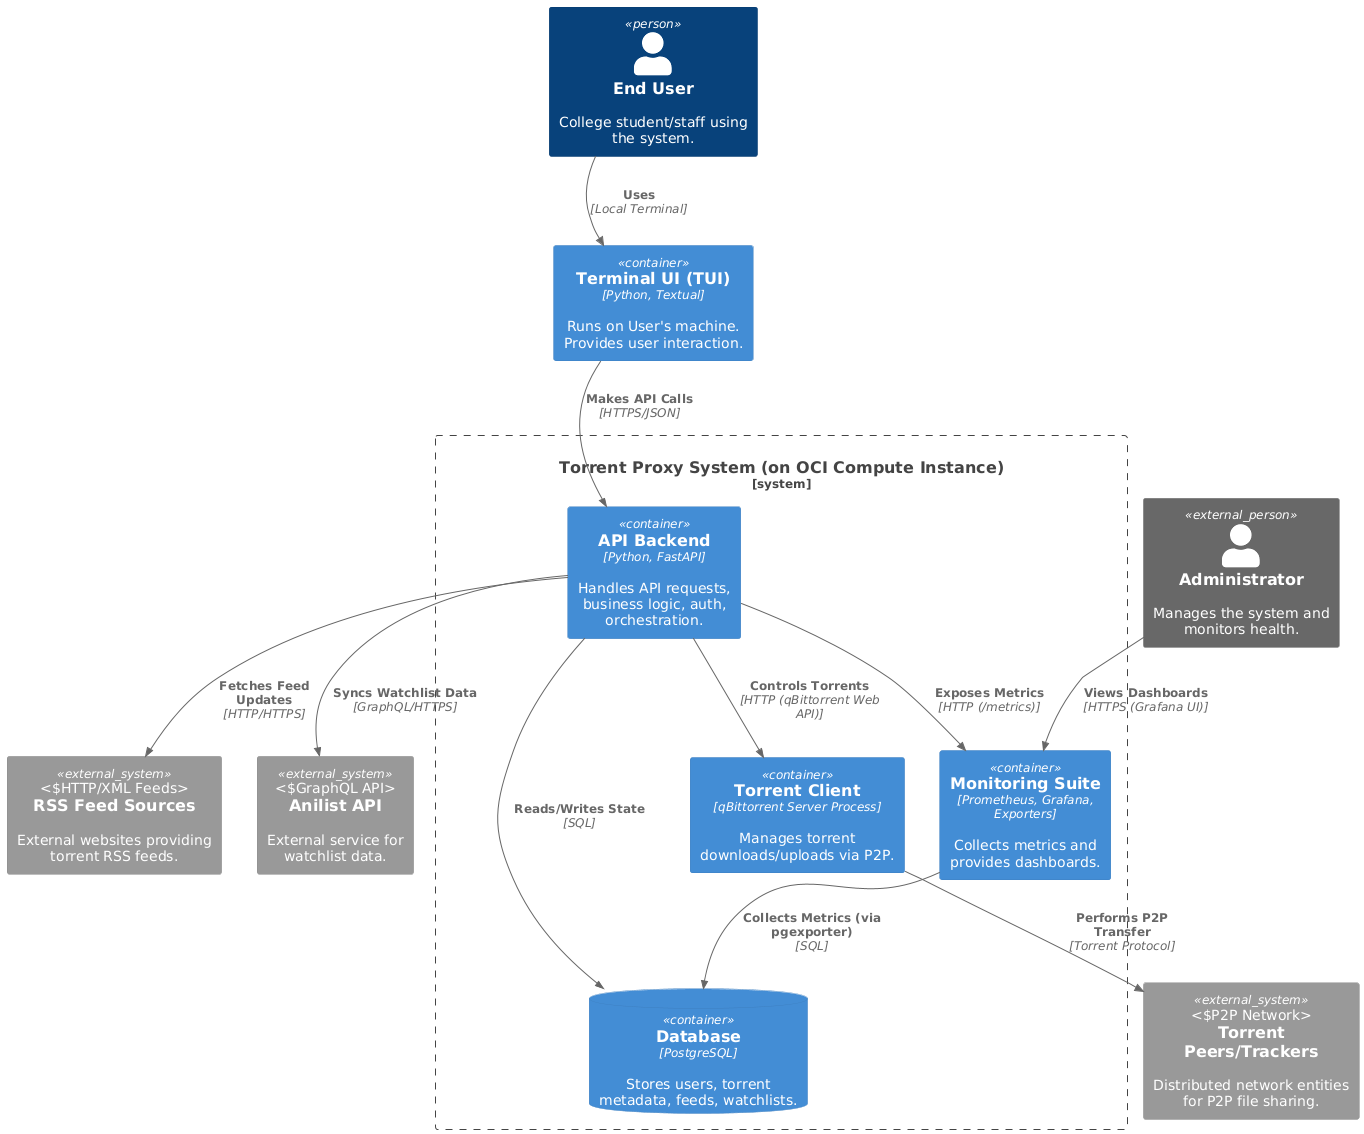 «person»
End User
College student/staff using
the system.
Uses
[Local Terminal]
«container»
Terminal UI (TUI)
[Python, Textual]
Runs on User's machine.
Provides user interaction.
Makes API Calls
[HTTPS/JSON]
Torrent Proxy System (on OCI Compute Instance)
[system]
«container»
API Backend
[Python, FastAPI]
Handles API requests,
business logic, auth,
orchestration.
«external_person»
Administrator
Manages the system and
monitors health.
Fetches Feed
Updates
[HTTP/HTTPS]
Syncs Watchlist Data
[GraphQL/HTTPS]
Controls Torrents
[HTTP (qBittorrent Web
API)]
Exposes Metrics
[HTTP (/metrics)]
Views Dashboards
[HTTPS (Grafana UI)]
«external_system»
<$HTTP/XML Feeds>
RSS Feed Sources
External websites providing
torrent RSS feeds.
«external_system»
<$GraphQL API>
Anilist API
External service for
watchlist data.
Reads/Writes State
[SQL]
«container»
Torrent Client
[qBittorrent Server Process]
Manages torrent
downloads/uploads via P2P.
«container»
Monitoring Suite
[Prometheus, Grafana,
Exporters]
Collects metrics and
provides dashboards.
Collects Metrics (via
pgexporter)
[SQL]
Performs P2P
Transfer
[Torrent Protocol]
«container»
Database
[PostgreSQL]
Stores users, torrent
metadata, feeds, watchlists.
«external_system»
<$P2P Network>
Torrent
Peers/Trackers
Distributed network entities
for P2P file sharing.